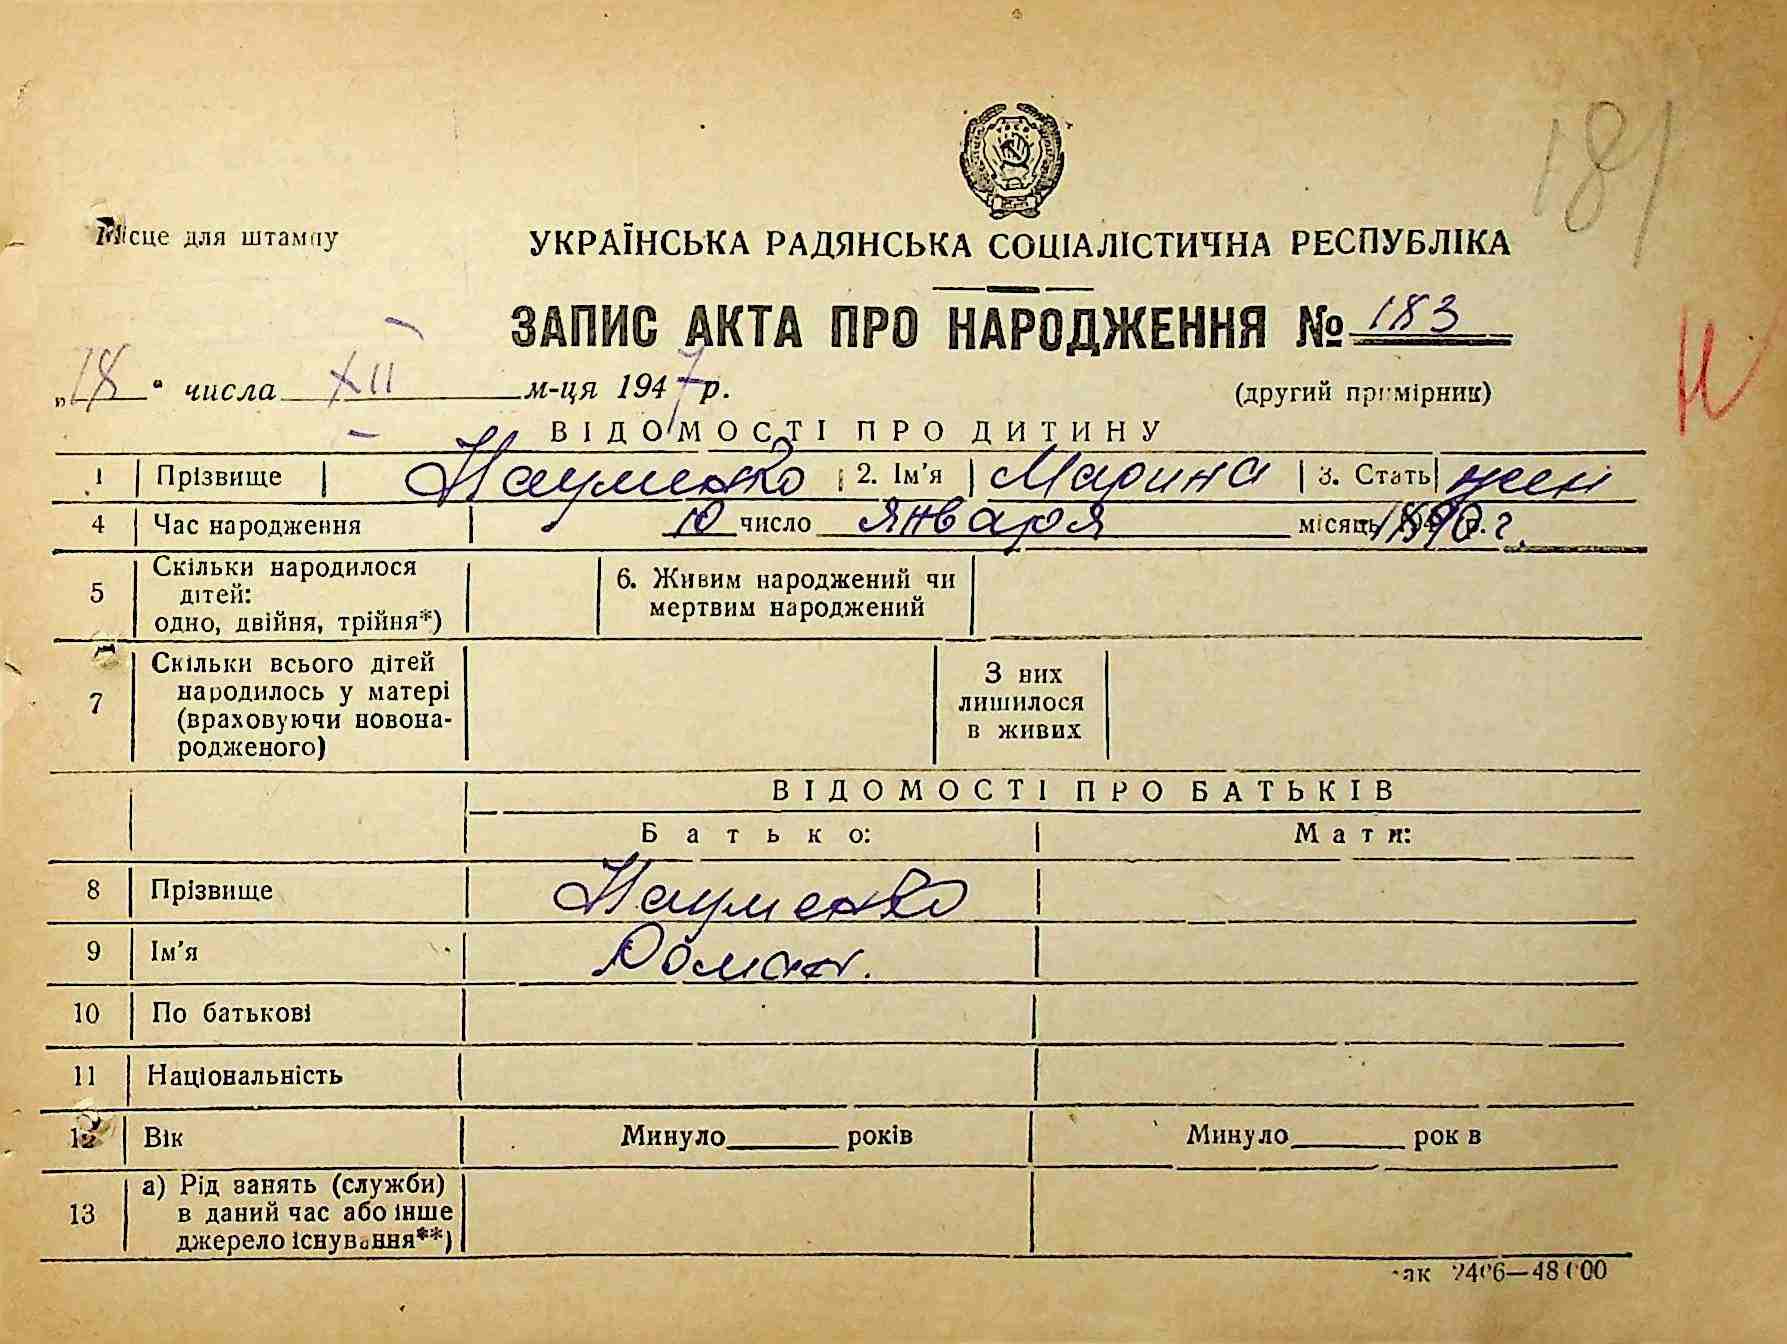 181
Місце для штампу
УКРАЇНСЬКА РАДЯНСЬКА СОЦІАЛІСТИЧНА РЕСПУБЛІКА
ЗАПИС АКТА ПРО НАРОДЖЕННЯ № 183
„18“ числа XII м-ця 1947 р. (другий примірник)
ВІДОМОСТІ ПРО ДИТИНУ
1 Прізвище Науменко 2. Ім'я Марина 3. Стать жен
4 Час народження 10 число января місяць 1890 г.
5 Скільки народилося дітей: одно, двійня, трійня*) 6. Живим народжений чи мертвим народжений
7 Скільки всього дітей народилось у матері (враховуючи новонародженого) З них лишилося в живих
ВІДОМОСТІ ПРО БАТЬКІВ
Батько: Мати:
8 Прізвище Науменко
9 Ім'я Роман.
10 По батькові
11 Національність
12 Вік Минуло років Минуло рок в
13 а) Рід занять (служби) в даний час або інше джерело існування**)
ак 2406—48000